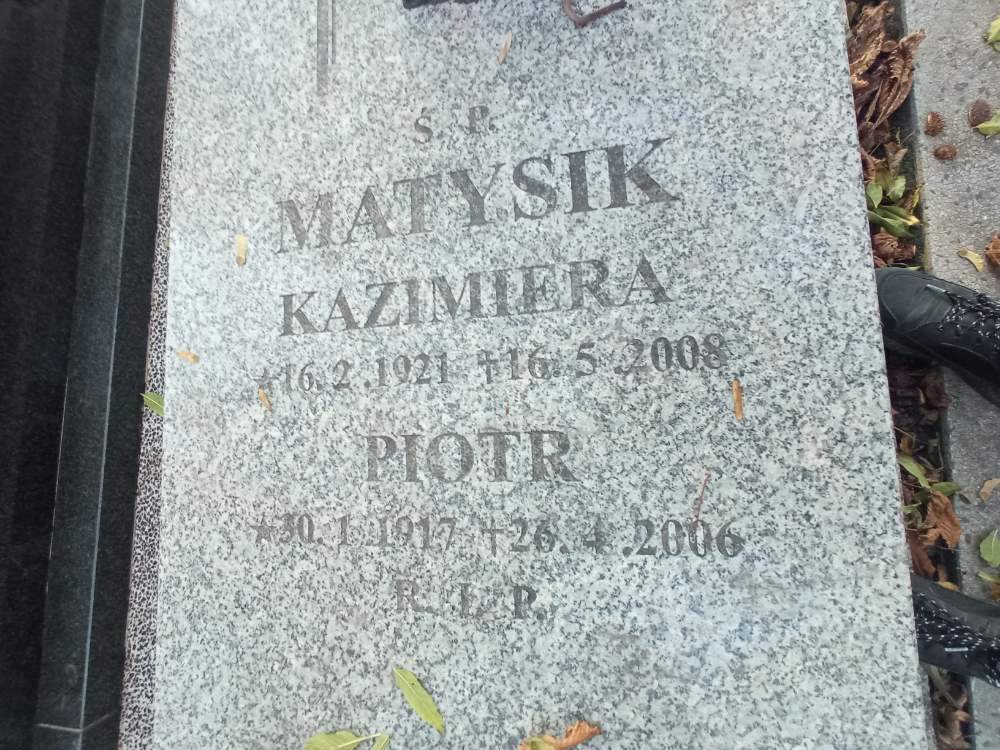 Ś. P.
MATYSIK
KAZIMIERA
★16.2.1921 †16.5.2008
PIOTR
★30.1.1917 †26.4.2006
R. I. P.